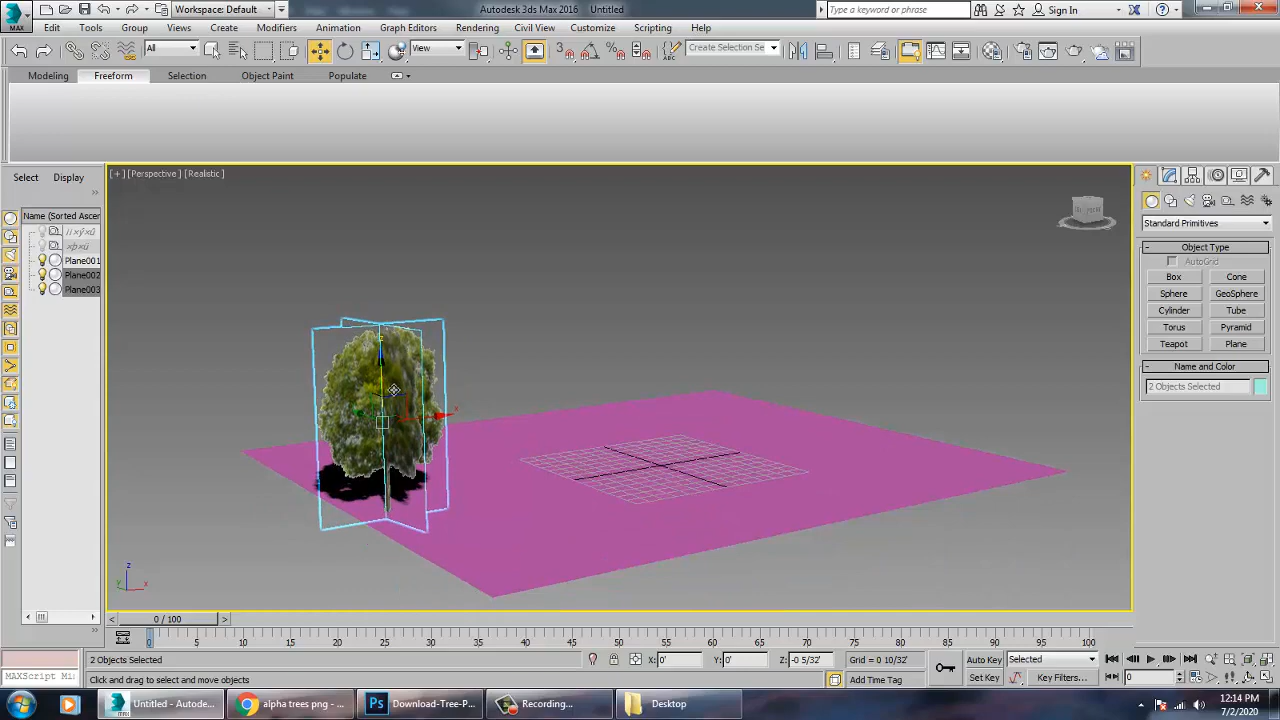 MAX
Workspace: Default
Autodesk 3ds Max 2016 Untitled
Type a keyword or phrase
Sign In
Edit Tools Group Views Create Modifiers Animation Graph Editors Rendering Civil View Customize Scripting Help
All
View
3
Create Selection Se
Modeling Freeform Selection Object Paint Populate
Select Display
Name (Sorted Ascen
Plane001
Plane002
Plane003
[+] [Perspective] [Realistic]
x
z
y x
Standard Primitives
Object Type
AutoGrid
Box Cone
Sphere GeoSphere
Cylinder Tube
Torus Pyramid
Teapot Plane
Name and Color
2 Objects Selected
0 / 100
0 5 10 15 20 25 30 35 40 45 50 55 60 65 70 75 80 85 90 95 100
2 Objects Selected
X: 0' Y: 0' Z: -0 5/32' Grid = 0 10/32'
Auto Key Selected
MAXScript Mi
Click and drag to select and move objects
Add Time Tag
Set Key Key Filters...
0
Untitled - Autodes...
alpha trees png - ...
Download-Tree-P...
Recording...
Desktop
12:14 PM
7/2/2020